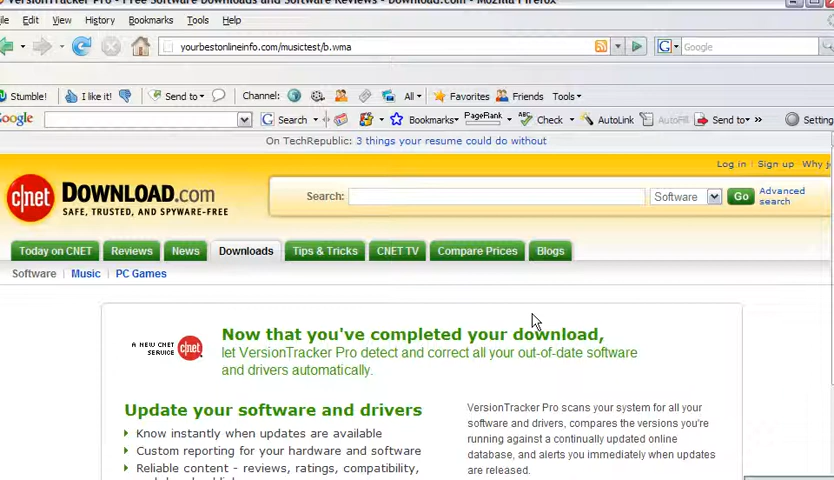 VersionTracker Pro - Free Software Downloads and Software Reviews - Download.com - Mozilla Firefox
Edit View History Bookmarks Tools Help
yourbestonlineinfo.com/musictest/b.wma
G Google
Stumble! I like it! Send to Channel: All Favorites Friends Tools
Google Search Bookmarks PageRank ABC Check AutoLink AutoFill Send to » Setting
On TechRepublic: 3 things your resume could do without
Log in | Sign up Why
c|net DOWNLOAD.com
SAFE, TRUSTED, AND SPYWARE-FREE
Search: Software Go Advanced search
Today on CNET Reviews News Downloads Tips & Tricks CNET TV Compare Prices Blogs
Software | Music | PC Games
A NEW CNET SERVICE
c|net
Now that you've completed your download,
let VersionTracker Pro detect and correct all your out-of-date software
and drivers automatically.
Update your software and drivers
Know instantly when updates are available
Custom reporting for your hardware and software
Reliable content - reviews, ratings, compatibility,
VersionTracker Pro scans your system for all your
software and drivers, compares the versions you're
running against a continually updated online
database, and alerts you immediately when updates
are released.